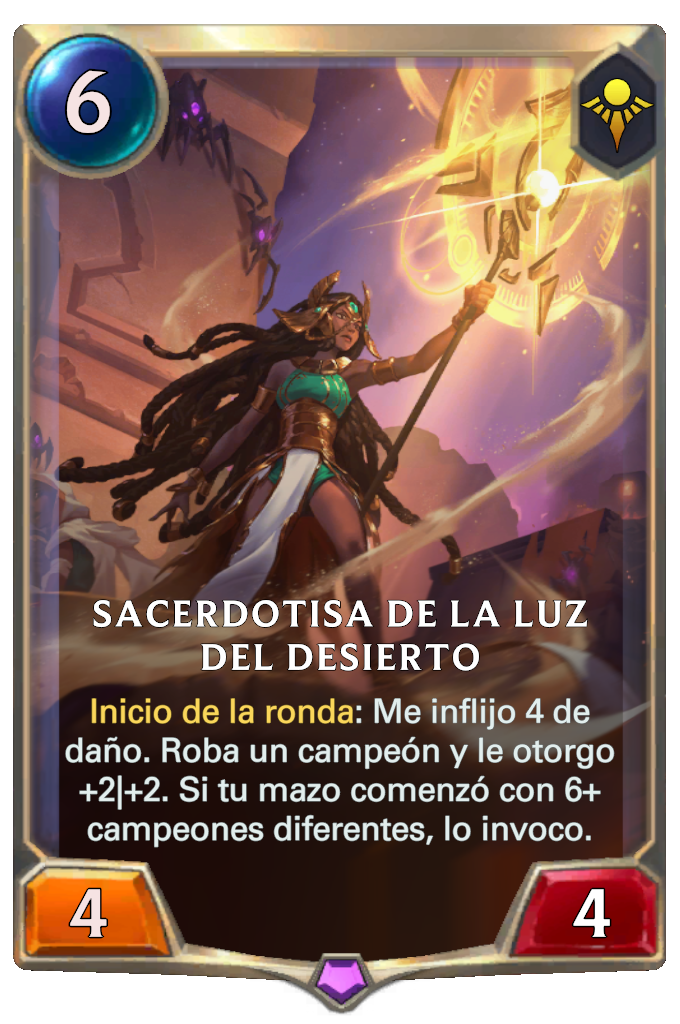 6
SACERDOTISA DE LA LUZ
DEL DESIERTO
Inicio de la ronda: Me inflijo 4 de
daño. Roba un campeón y le otorgo
+2|+2. Si tu mazo comenzó con 6+
campeones diferentes, lo invoco.
4
4